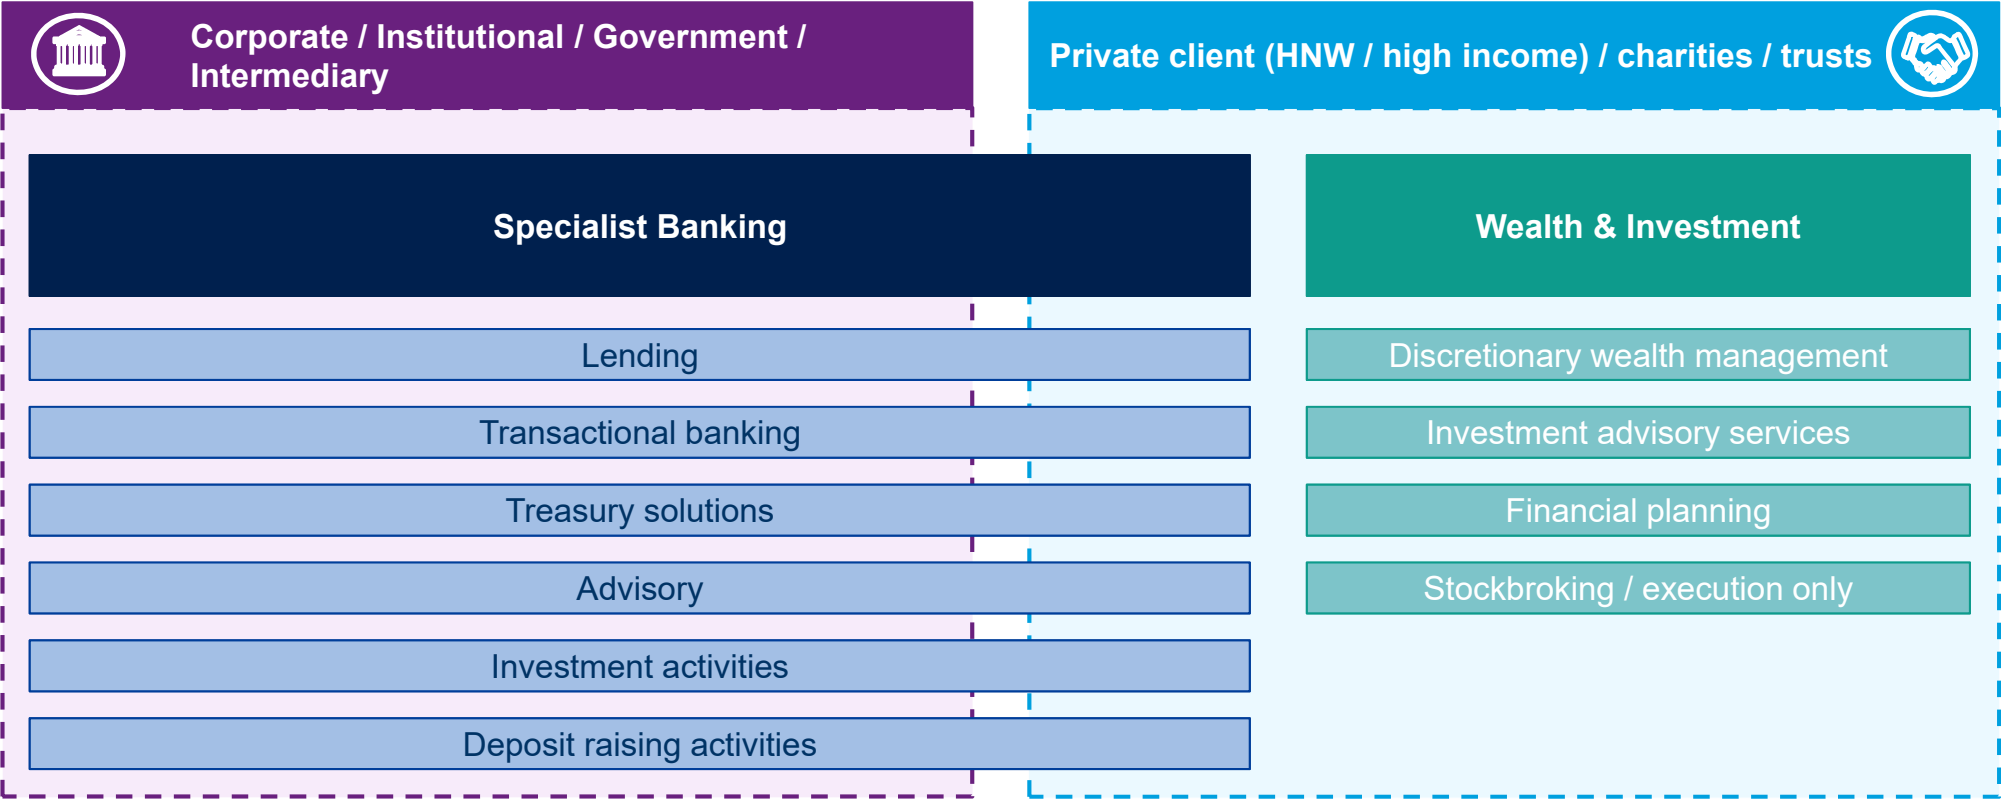 Corporate / Institutional / Government /
Intermediary
Private client (HNW / high income) / charities / trusts
Specialist Banking
Lending
Transactional banking
Treasury solutions
Advisory
Investment activities
Deposit raising activities
Wealth & Investment
Discretionary wealth management
Investment advisory services
Financial planning
Stockbroking / execution only